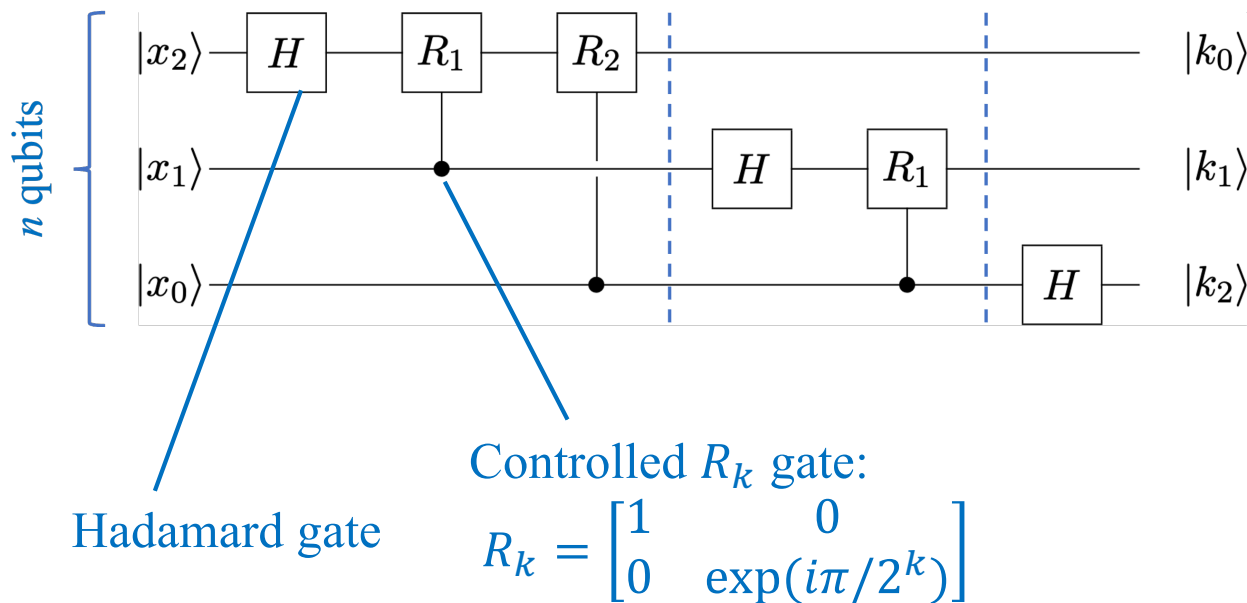 |x₂⟩ H R₁ R₂ |k₀⟩
n qubits
|x₁⟩ H R₁ |k₁⟩
|x₀⟩ H |k₂⟩
Controlled Rₖ gate:
Hadamard gate
Rₖ = [1 0
0 exp(iπ/2ᵏ)]